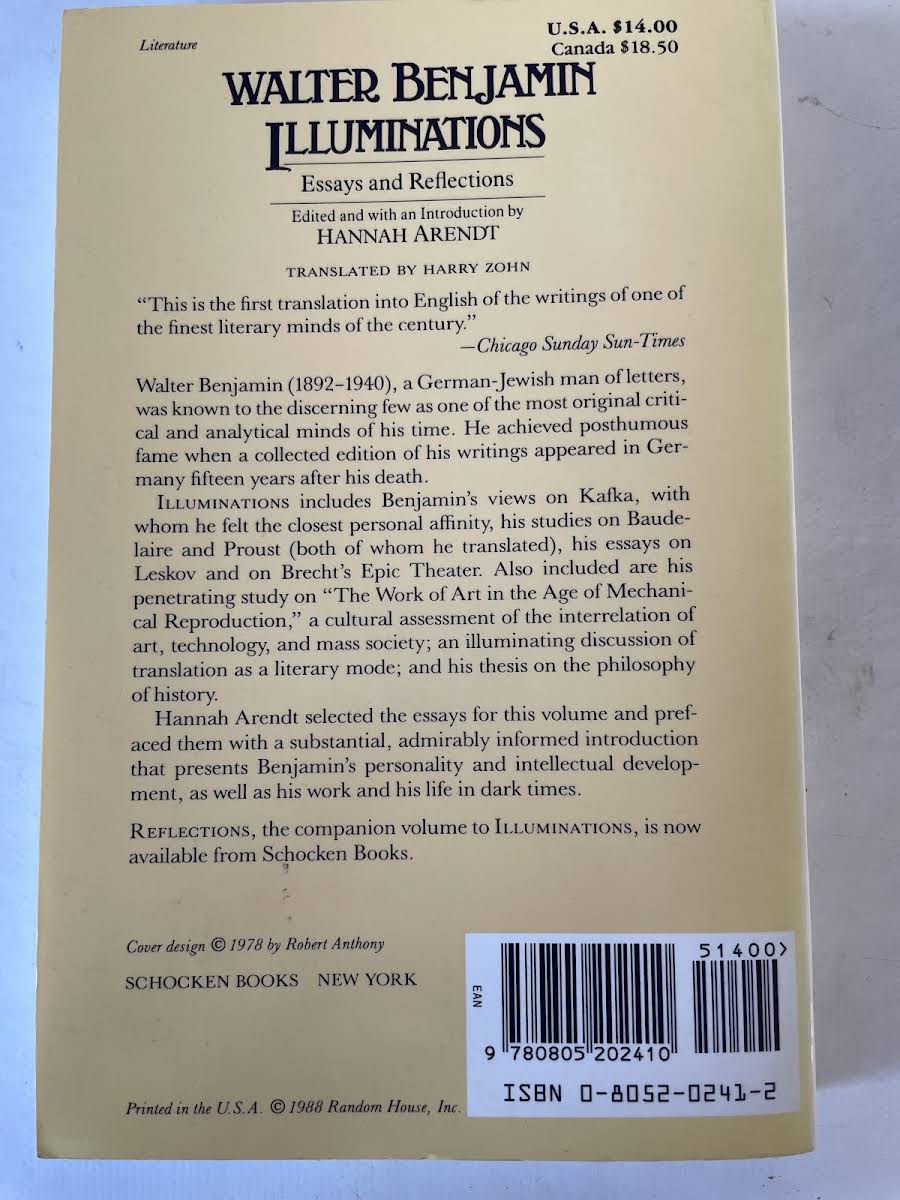 Literature
U.S.A. $14.00
Canada $18.50
WALTER BENJAMIN
ILLUMINATIONS
Essays and Reflections
Edited and with an Introduction by
HANNAH ARENDT
TRANSLATED BY HARRY ZOHN
“This is the first translation into English of the writings of one of
the finest literary minds of the century.”
—Chicago Sunday Sun-Times
Walter Benjamin (1892–1940), a German-Jewish man of letters,
was known to the discerning few as one of the most original criti-
cal and analytical minds of his time. He achieved posthumous
fame when a collected edition of his writings appeared in Ger-
many fifteen years after his death.
ILLUMINATIONS includes Benjamin’s views on Kafka, with
whom he felt the closest personal affinity, his studies on Baude-
laire and Proust (both of whom he translated), his essays on
Leskov and on Brecht’s Epic Theater. Also included are his
penetrating study on “The Work of Art in the Age of Mechani-
cal Reproduction,” a cultural assessment of the interrelation of
art, technology, and mass society; an illuminating discussion of
translation as a literary mode; and his thesis on the philosophy
of history.
Hannah Arendt selected the essays for this volume and pref-
aced them with a substantial, admirably informed introduction
that presents Benjamin’s personality and intellectual develop-
ment, as well as his work and his life in dark times.
REFLECTIONS, the companion volume to ILLUMINATIONS, is now
available from Schocken Books.
Cover design © 1978 by Robert Anthony
SCHOCKEN BOOKS NEW YORK
Printed in the U.S.A. © 1988 Random House, Inc.
51400>
EAN
9 780805 202410
ISBN 0-8052-0241-2